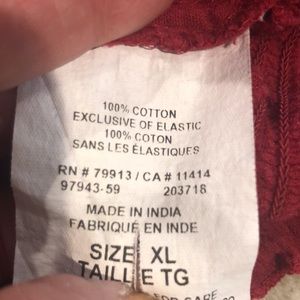 100% COTTON
EXCLUSIVE OF ELASTIC
100% COTON
SANS LES ÉLASTIQUES
RN # 79913 / CA # 11414
97943-59 203718
MADE IN INDIA
FABRIQUÉ EN INDE
SIZE XL
TAILLE TG
CARE